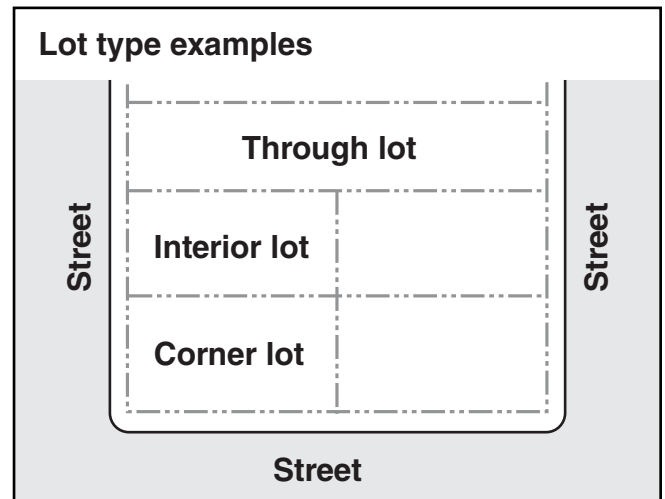 Lot type examples
Through lot
Street
Interior lot
Street
Corner lot
Street